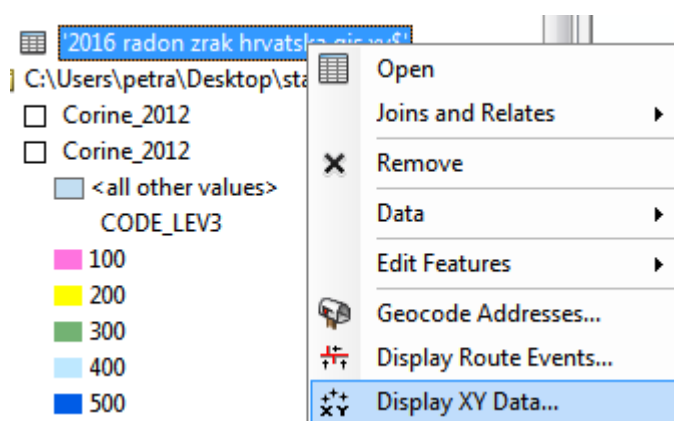 '2016 radon zrak hrvatska gis xy$'
C:\Users\petra\Desktop\sta
Corine_2012
Corine_2012
<all other values>
CODE_LEV3
100
200
300
400
500
Open
Joins and Relates
Remove
Data
Edit Features
Geocode Addresses...
Display Route Events...
XY
Display XY Data...